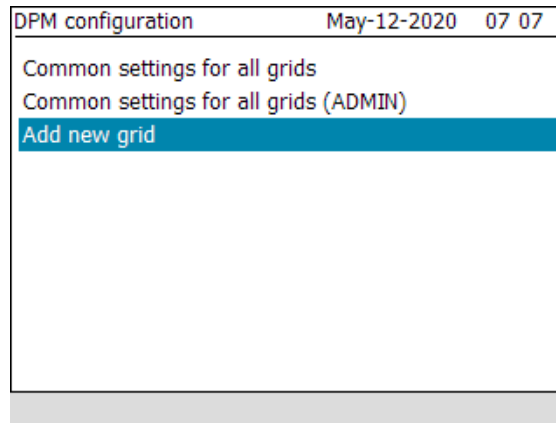 DPM configuration May-12-2020 07 07
Common settings for all grids
Common settings for all grids (ADMIN)
Add new grid